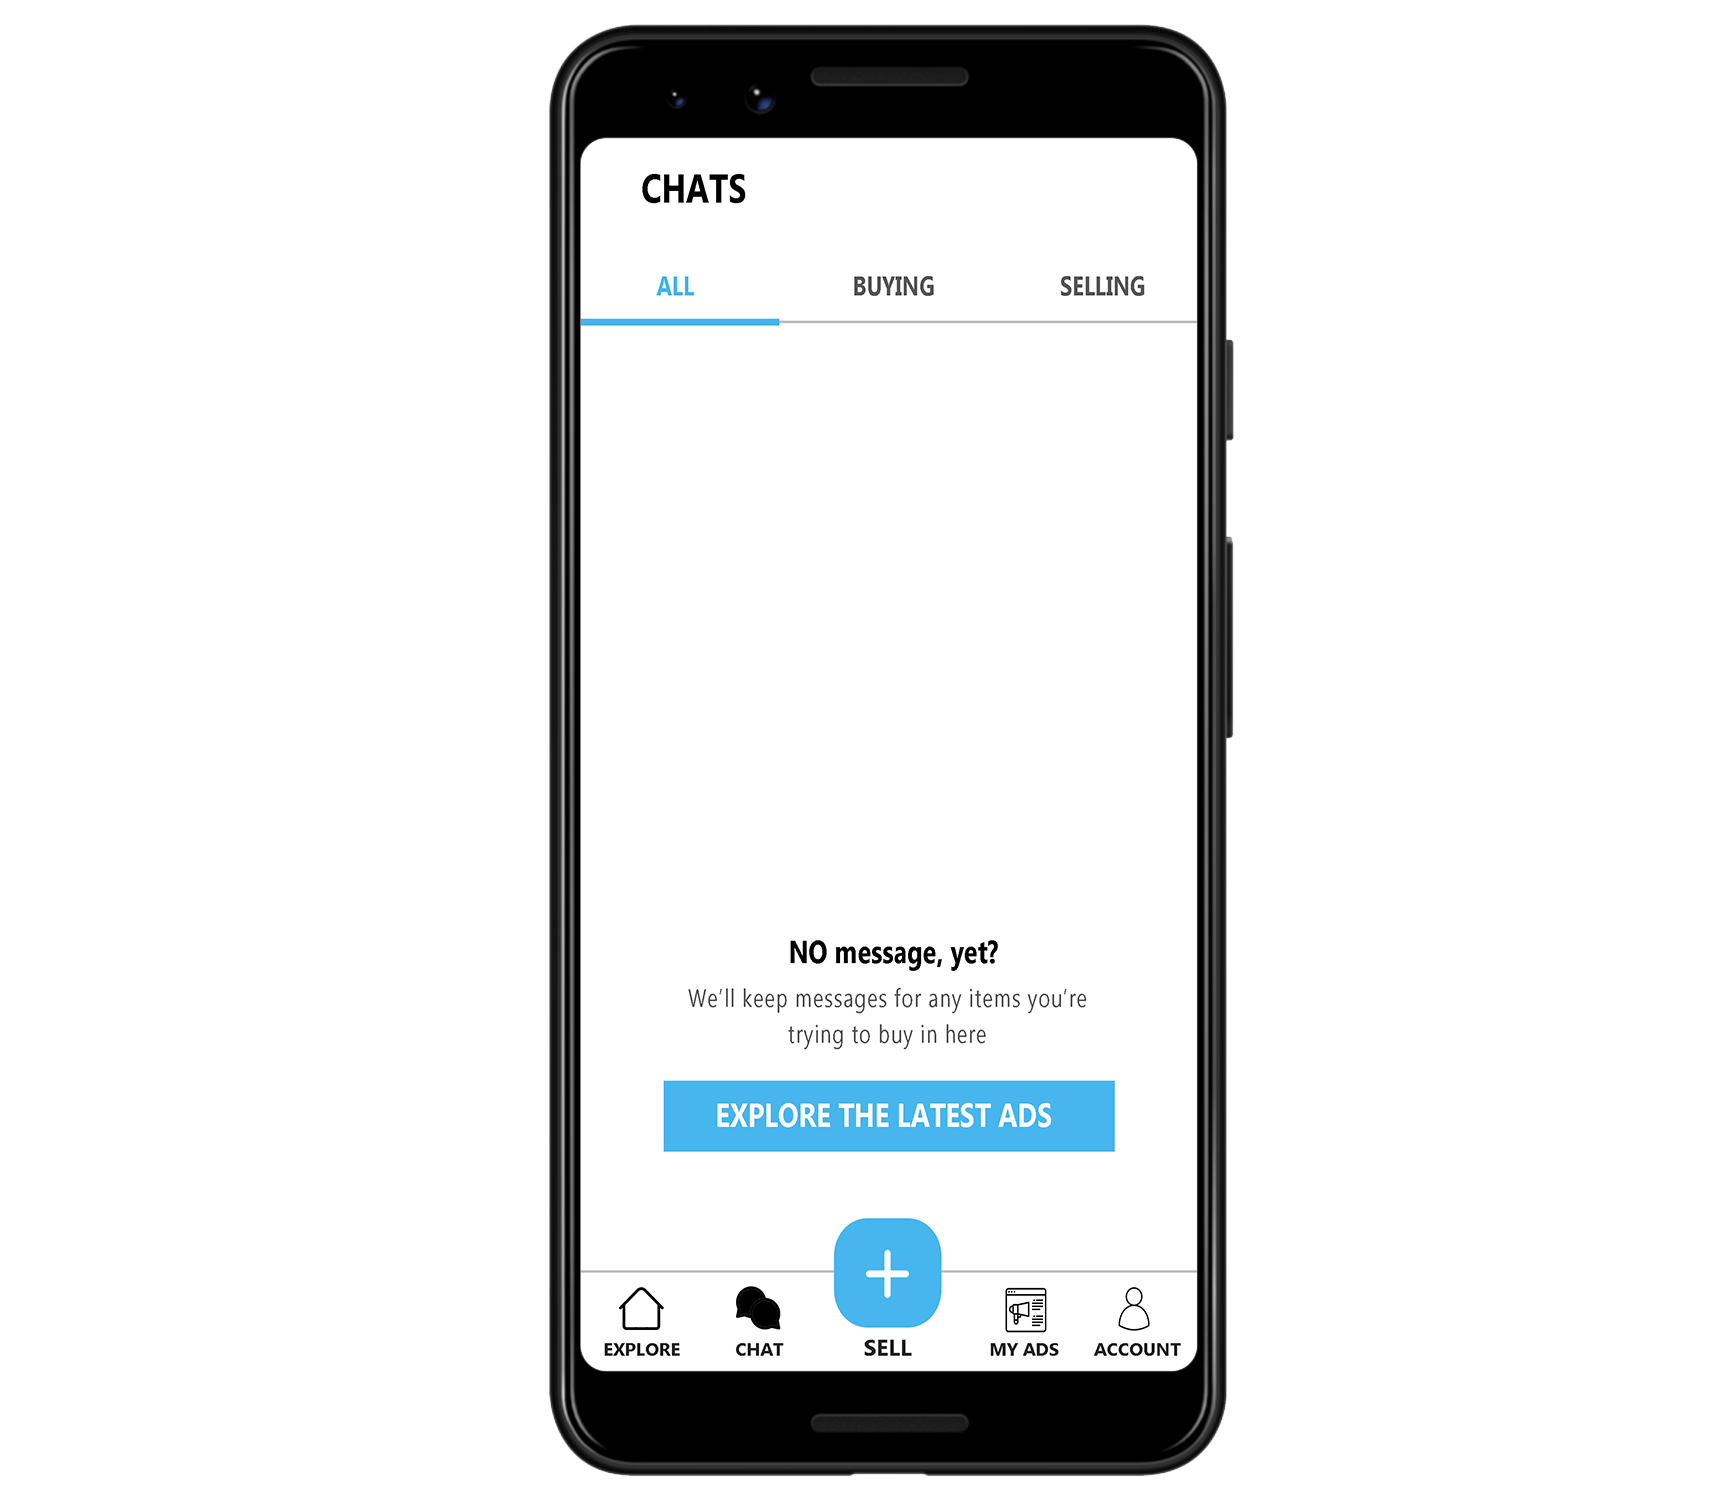 CHATS
ALL
BUYING
SELLING
NO message, yet?
We'll keep messages for any items you're
trying to buy in here
EXPLORE THE LATEST ADS
EXPLORE
CHAT
SELL
MY ADS
ACCOUNT